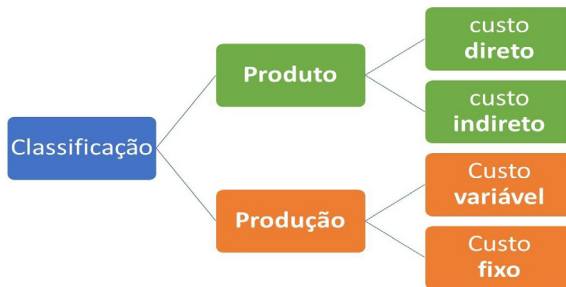 Classificação
Produto
custo
direto
custo
indireto
Produção
Custo
variável
Custo
fixo